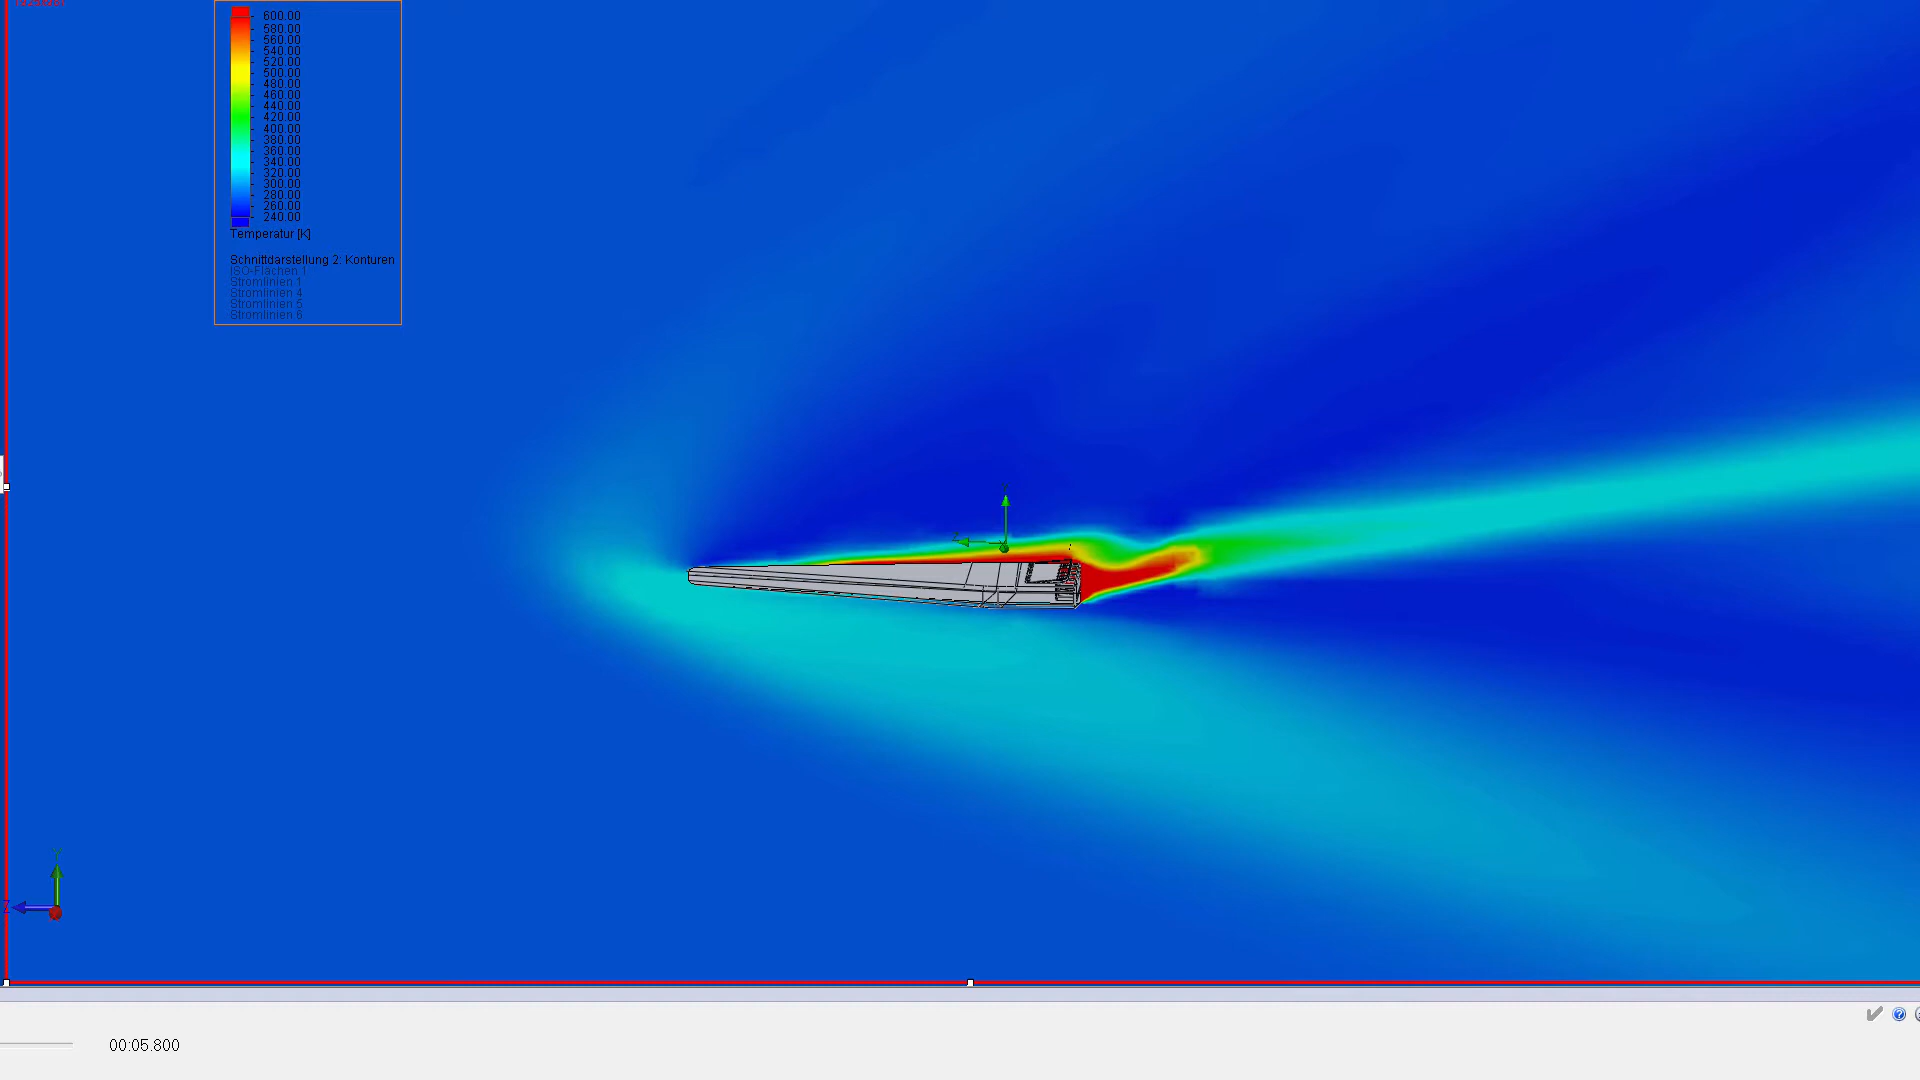 600.00
580.00
560.00
540.00
520.00
500.00
480.00
460.00
440.00
420.00
400.00
380.00
360.00
340.00
320.00
300.00
280.00
260.00
240.00
Temperatur [K]
Schnittdarstellung 2: Konturen
ISO-Flächen 1
Stromlinien 1
Stromlinien 4
Stromlinien 5
Stromlinien 6
Y
Z
Y
Z
00:05.800